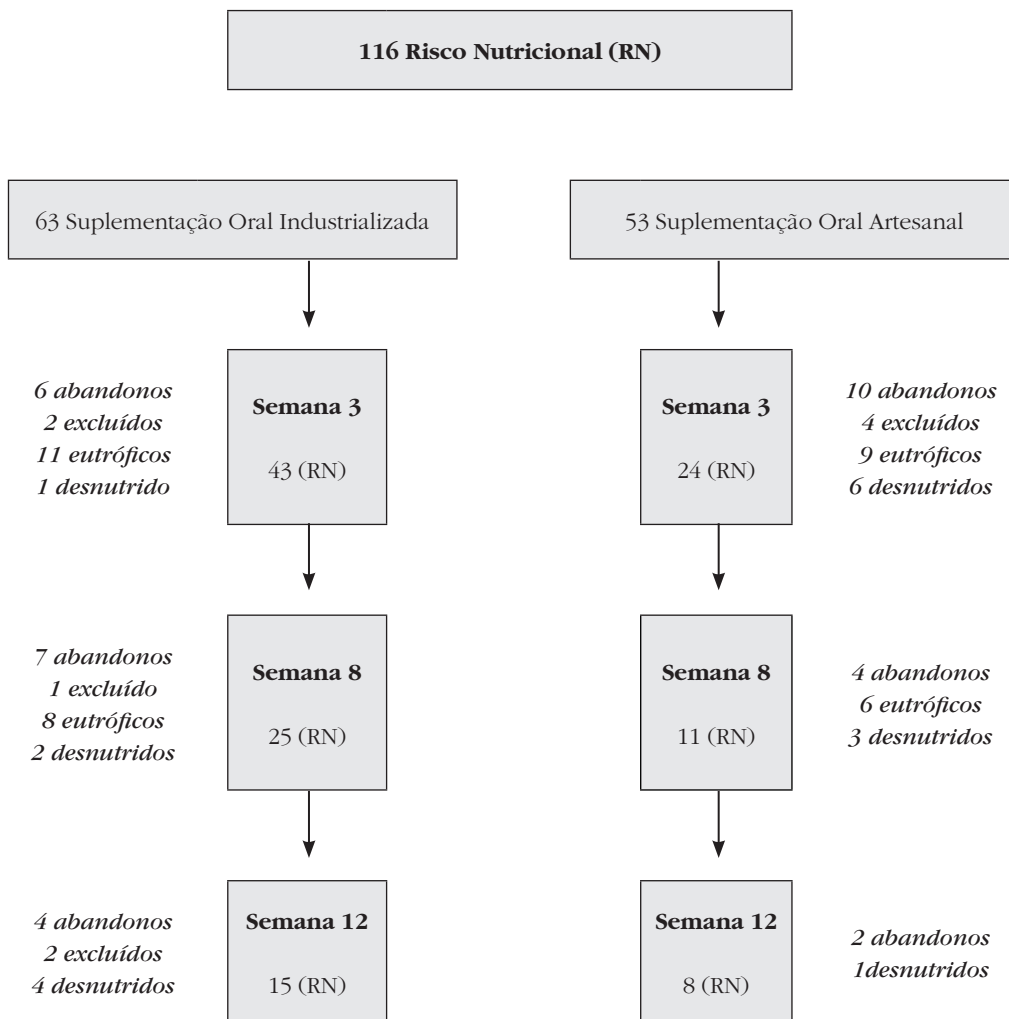 116 Risco Nutricional (RN)
63 Suplementação Oral Industrializada
53 Suplementação Oral Artesanal
6 abandonos
2 excluídos
11 eutróficos
1 desnutrido
Semana 3
43 (RN)
Semana 3
24 (RN)
10 abandonos
4 excluídos
9 eutróficos
6 desnutridos
7 abandonos
1 excluído
8 eutróficos
2 desnutridos
Semana 8
25 (RN)
Semana 8
11 (RN)
4 abandonos
6 eutróficos
3 desnutridos
4 abandonos
2 excluídos
4 desnutridos
Semana 12
15 (RN)
Semana 12
8 (RN)
2 abandonos
1desnutridos